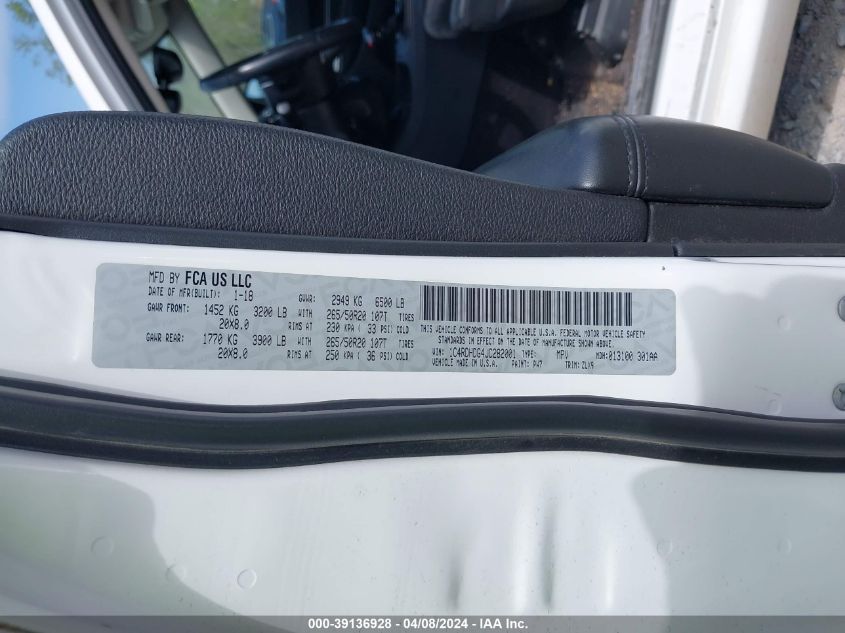 MFD BY FCA US LLC
DATE OF MFR(BUILT): 1-18 GVWR: 2949 KG 6500 LB
GAWR FRONT: 1452 KG 3200 LB WITH 265/50R20 107T TIRES
20X8.0 RIMS AT 230 KPA ( 33 PSI) COLD
GAWR REAR: 1770 KG 3900 LB WITH 265/50R20 107T TIRES
20X8.0 RIMS AT 250 KPA ( 36 PSI) COLD
THIS VEHICLE CONFORMS TO ALL APPLICABLE U.S.A. FEDERAL MOTOR VEHICLE SAFETY
STANDARDS IN EFFECT ON THE DATE OF MANUFACTURE SHOWN ABOVE.
VIN: 1C4RDHDG4JC282001 TYPE: MPV MDH: 013100 301AA
VEHICLE MADE IN U.S.A. PAINT: PW7 TRIM: ZLX9
000-39136928 - 04/08/2024 - IAA Inc.